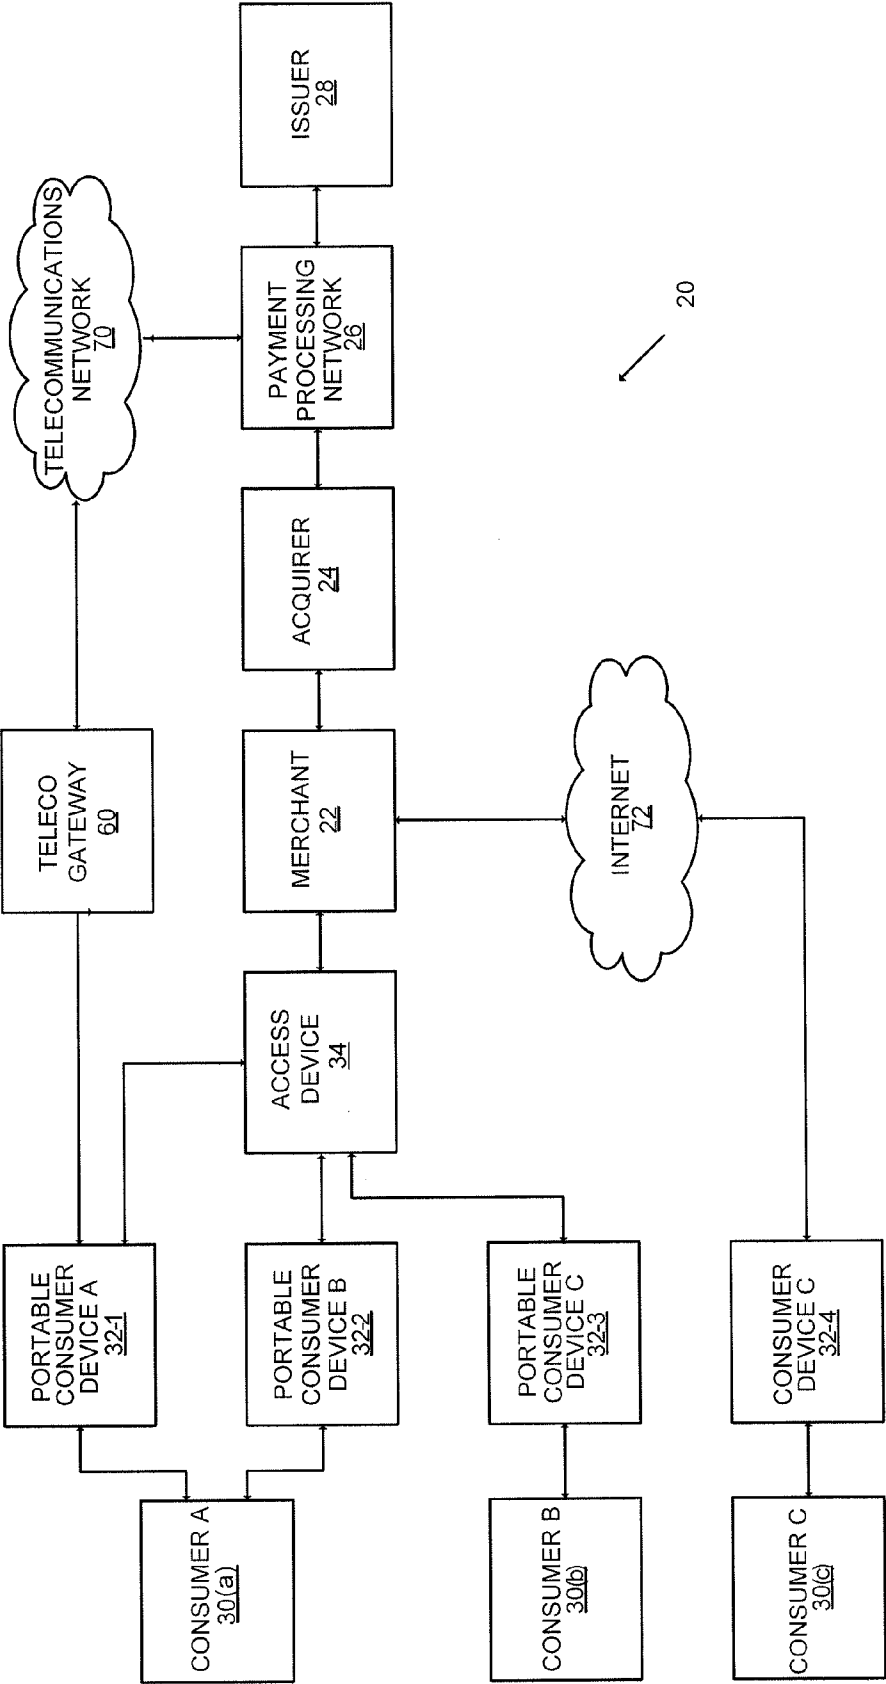 CONSUMER A
30(a)
PORTABLE
CONSUMER
DEVICE A
32-1
TELECO
GATEWAY
60
TELECOMMUNICATIONS
NETWORK
70
PORTABLE
CONSUMER
DEVICE B
32-2
ACCESS
DEVICE
34
MERCHANT
22
ACQUIRER
24
PAYMENT
PROCESSING
NETWORK
26
ISSUER
28
CONSUMER B
30(b)
PORTABLE
CONSUMER
DEVICE C
32-3
INTERNET
72
20
CONSUMER C
30(c)
CONSUMER
DEVICE C
32-4